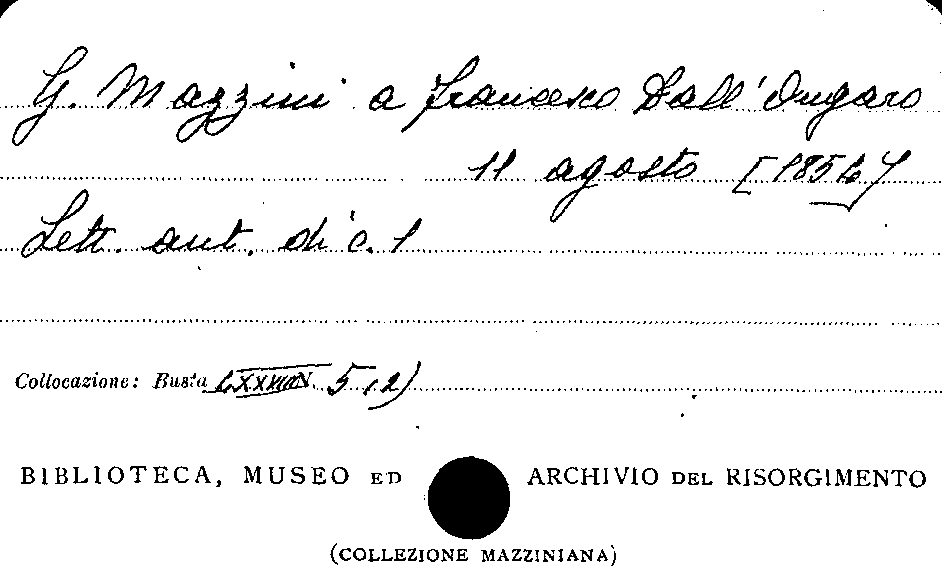 G. Mazzini a Francesco Dall'Ongaro
11 agosto [1856]
Lett. aut. di c. 1
Collocazione: Busta 5 (2)
BIBLIOTECA, MUSEO ED ARCHIVIO DEL RISORGIMENTO
(COLLEZIONE MAZZINIANA)